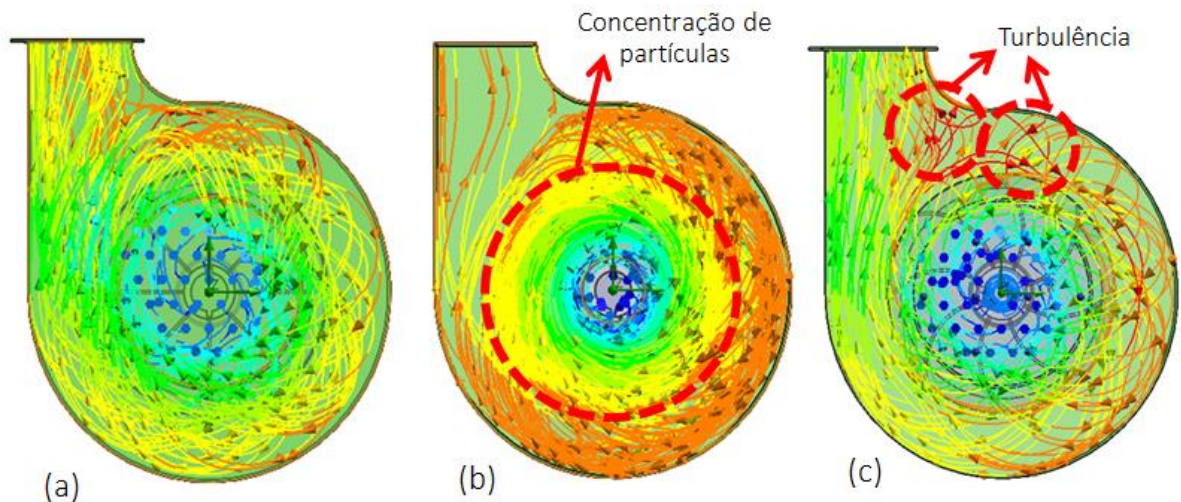 Concentração de
partículas
Turbulência
(a)
(b)
(c)